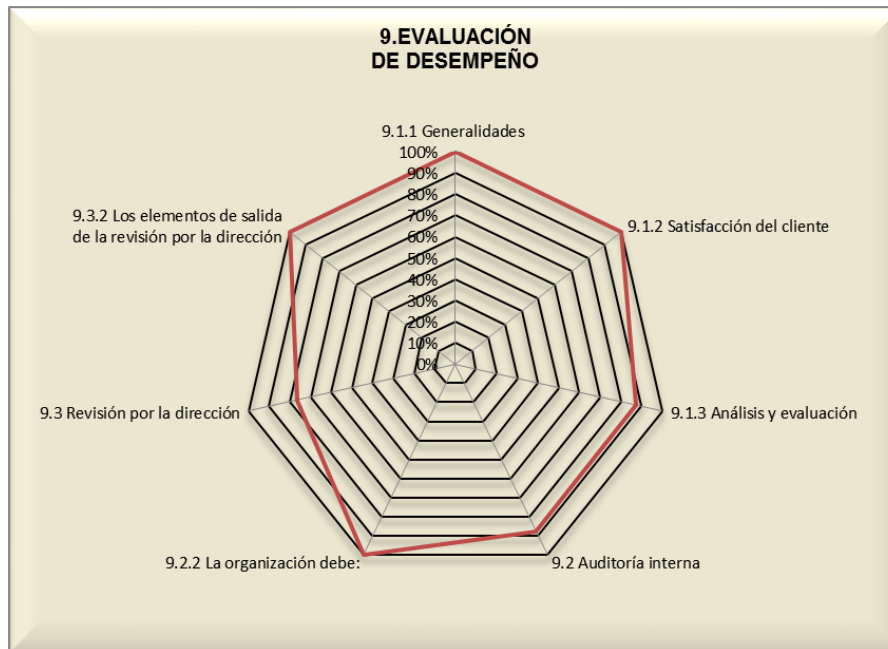 9.EVALUACIÓN
DE DESEMPEÑO
9.1.1 Generalidades
100%
90%
80%
70%
60%
50%
40%
30%
20%
10%
0%
9.1.2 Satisfacción del cliente
9.1.3 Análisis y evaluación
9.2 Auditoría interna
9.2.2 La organización debe:
9.3 Revisión por la dirección
9.3.2 Los elementos de salida
de la revisión por la dirección